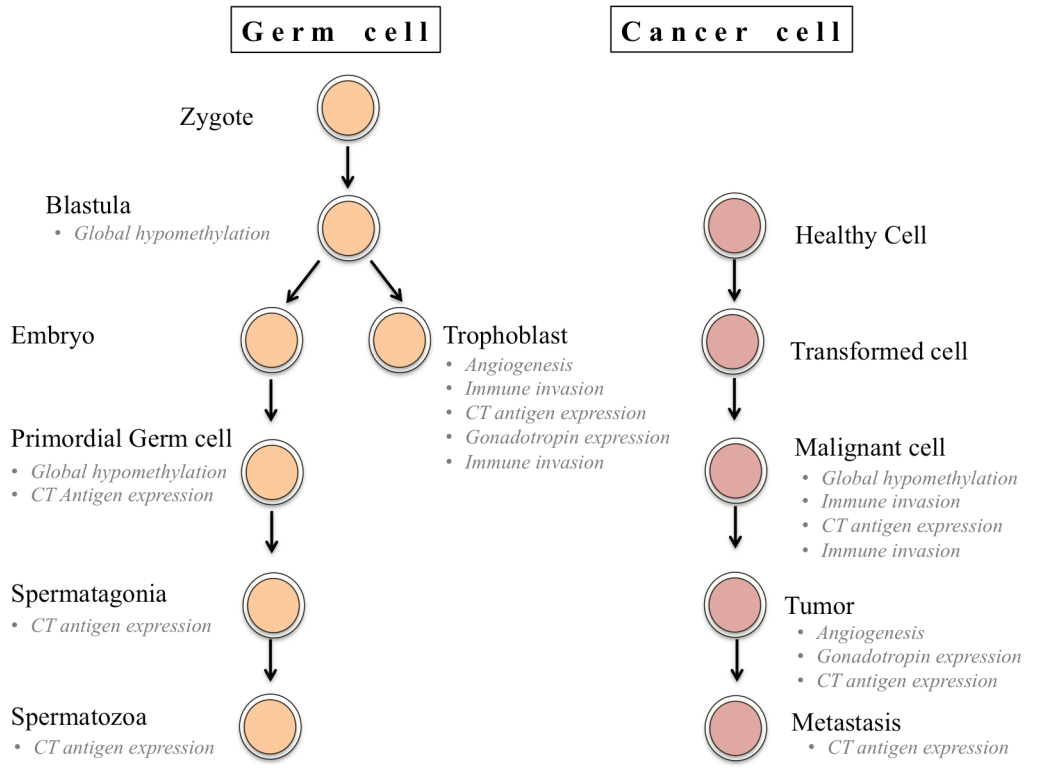 Germ cell
Cancer cell
Zygote
Blastula
• Global hypomethylation
Embryo
Trophoblast
• Angiogenesis
• Immune invasion
• CT antigen expression
• Gonadotropin expression
• Immune invasion
Primordial Germ cell
• Global hypomethylation
• CT Antigen expression
Spermatagonia
• CT antigen expression
Spermatozoa
• CT antigen expression
Healthy Cell
Transformed cell
Malignant cell
• Global hypomethylation
• Immune invasion
• CT antigen expression
• Immune invasion
Tumor
• Angiogenesis
• Gonadotropin expression
• CT antigen expression
Metastasis
• CT antigen expression